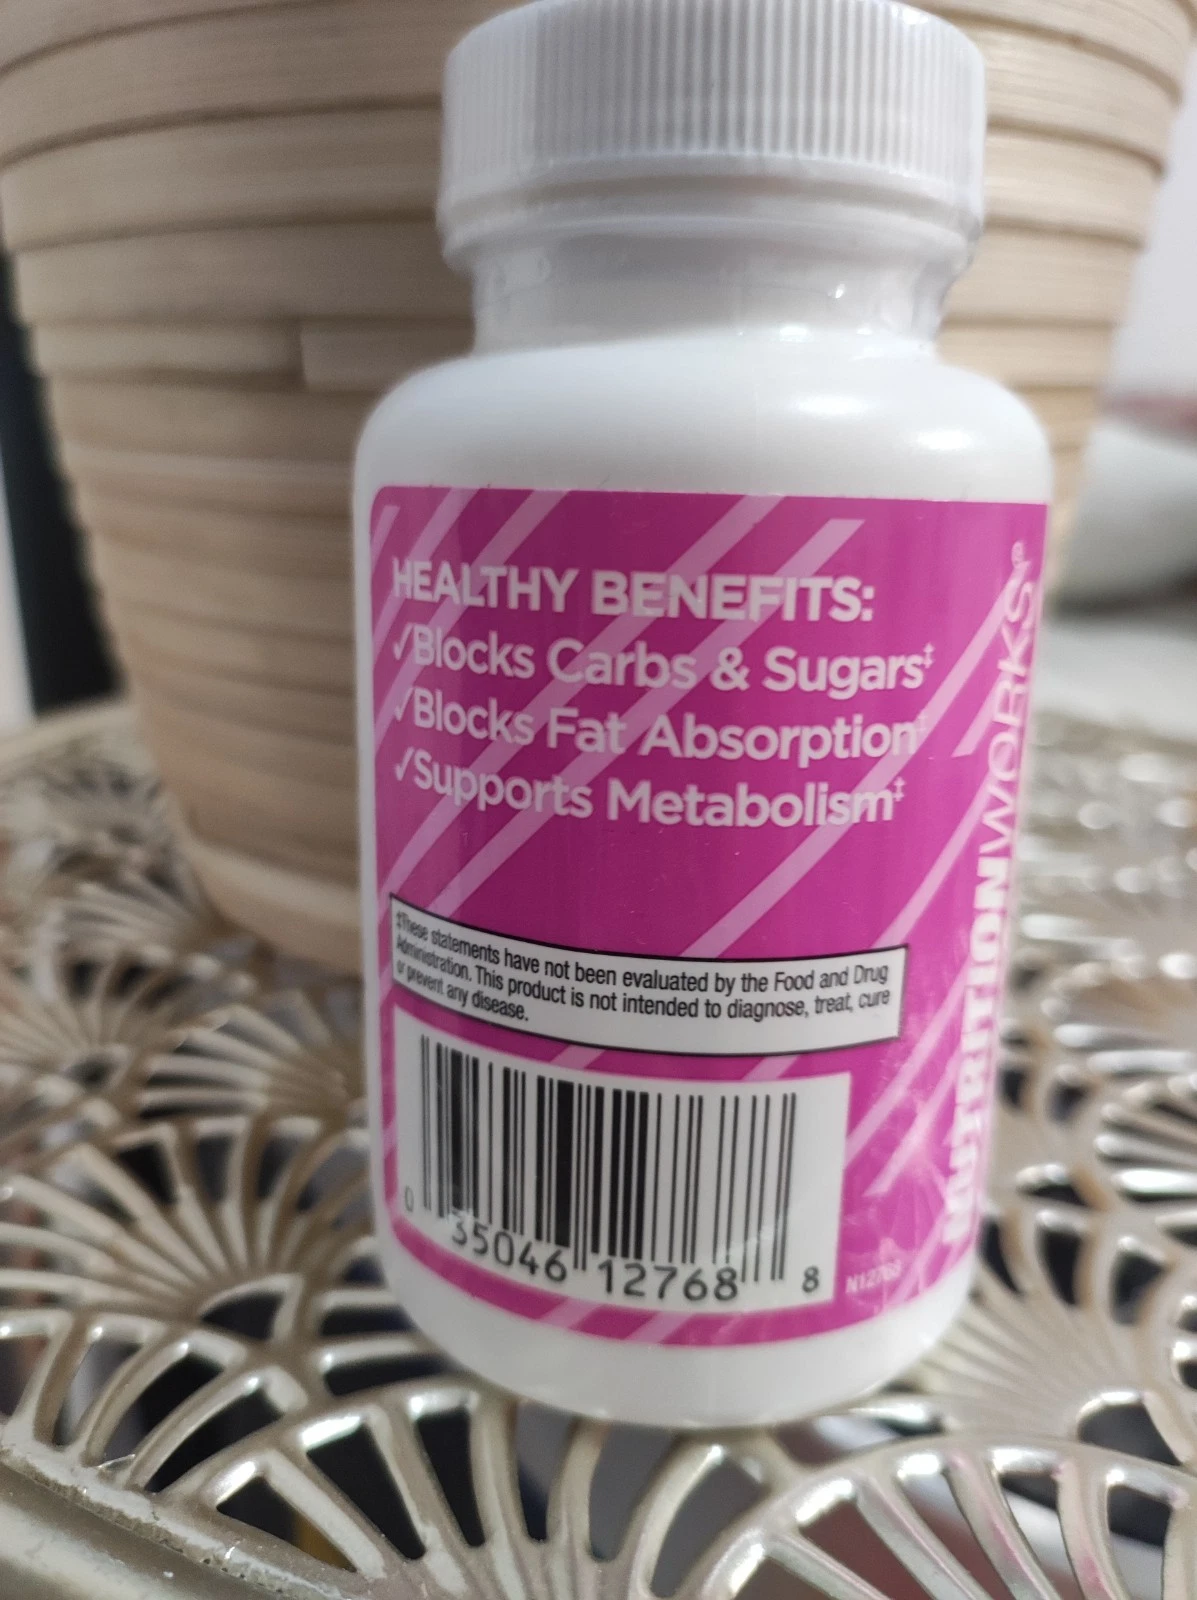 HEALTHY BENEFITS:
✓Blocks Carbs & Sugars‡
✓Blocks Fat Absorption‡
✓Supports Metabolism‡
‡These statements have not been evaluated by the Food and Drug
Administration. This product is not intended to diagnose, treat, cure
or prevent any disease.
0 35046 12768 8
N12768
NUTRITIONWORKS®